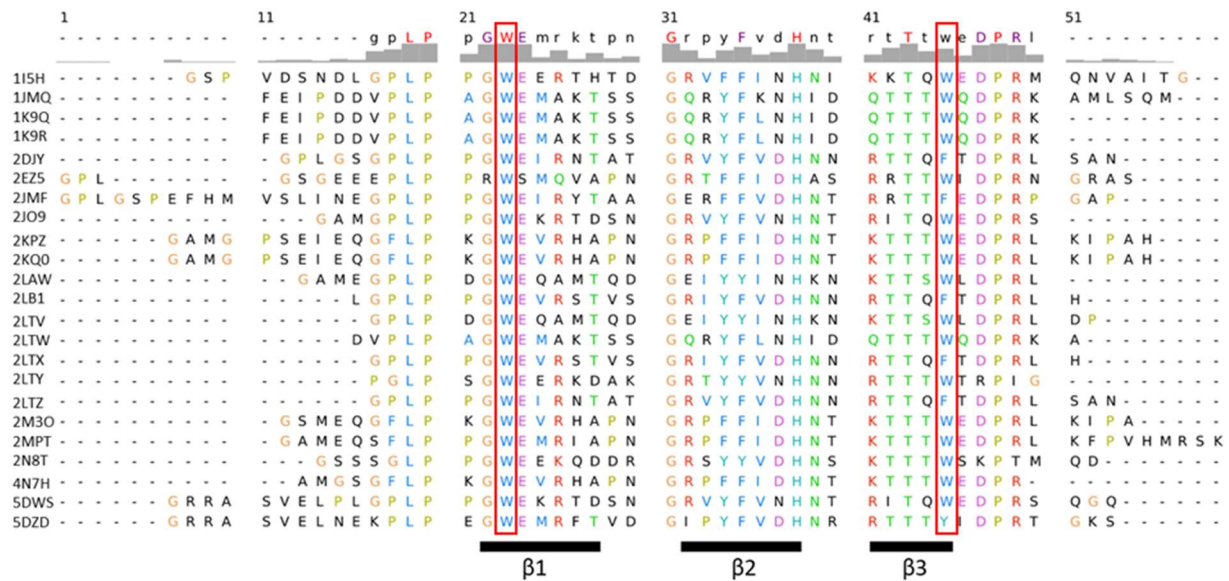 1 11 21 31 41 51
- - - - - - - - - - - - - - - - g p L P p G W E m r k t p n G r p y F v d H n t r t T t w e D P R l - - - - - - - - -
1I5H - - - - - - - G S P V D S N D L G P L P P G W E E R T H T D G R V F F I N H N I K K T Q W E D P R M Q N V A I T G - -
1JMQ - - - - - - - - - - F E I P D D V P L P A G W E M A K T S S G Q R Y F K N H I D Q T T T W Q D P R K A M L S Q M - - -
1K9Q - - - - - - - - - - F E I P D D V P L P A G W E M A K T S S G Q R Y F L N H I D Q T T T W Q D P R K - - - - - - - - -
1K9R - - - - - - - - - - F E I P D D V P L P A G W E M A K T S S G Q R Y F L N H I D Q T T T W Q D P R K - - - - - - - - -
2DJY - - - - - - - - - - - G P L G S G P L P P G W E I R N T A T G R V Y F V D H N N R T T Q F T D P R L S A N - - - - - -
2EZ5 G P L - - - - - - - - G S G E E E P L P P R W S M Q V A P N G R T F F I D H A S R R T T W I D P R N G R A S - - - - -
2JMF G P L G S P E F H M V S L I N E G P L P P G W E I R Y T A A G E R F F V D H N T R R T T F E D P R P G A P - - - - - -
2JO9 - - - - - - - - - - - - - G A M G P L P P G W E K R T D S N G R V Y F V N H N T R I T Q W E D P R S - - - - - - - - -
2KPZ - - - - - - G A M G P S E I E Q G F L P K G W E V R H A P N G R P F F I D H N T K T T T W E D P R L K I P A H - - - -
2KQ0 - - - - - - G A M G P S E I E Q G F L P K G W E V R H A P N G R P F F I D H N T K T T T W E D P R L K I P A H - - - -
2LAW - - - - - - - - - - - - G A M E G P L P D G W E Q A M T Q D G E I Y Y I N H K N K T T S W L D P R L - - - - - - - - -
2LB1 - - - - - - - - - - - - - - - L G P L P P G W E V R S T V S G R I Y F V D H N N R T T Q F T D P R L H - - - - - - - -
2LTV - - - - - - - - - - - - - - - - G P L P D G W E Q A M T Q D G E I Y Y I N H K N K T T S W L D P R L D P - - - - - - -
2LTW - - - - - - - - - - - - - - - D V P L P A G W E M A K T S S G Q R Y F L N H I D Q T T T W Q D P R K A - - - - - - - -
2LTX - - - - - - - - - - - - - - - - G P L P P G W E V R S T V S G R I Y F V D H N N R T T Q F T D P R L H - - - - - - - -
2LTY - - - - - - - - - - - - - - - - P G L P S G W E E R K D A K G R T Y Y V N H N N R T T T W T R P I G - - - - - - - - -
2LTZ - - - - - - - - - - - - - - - - G P L P P G W E I R N T A T G R V Y F V D H N N R T T Q F T D P R L S A N - - - - - -
2M3O - - - - - - - - - - - G S M E Q G F L P K G W E V R H A P N G R P F F I D H N T K T T T W E D P R L K I P A - - - - -
2MPT - - - - - - - - - - - G A M E Q S F L P P G W E M R I A P N G R P F F I D H N T K T T T W E D P R L K F P V H M R S K
2N8T - - - - - - - - - - - - - G S S S G L P P G W E E K Q D D R G R S Y Y V D H N S K T T T W S K P T M Q D - - - - - - -
4N7H - - - - - - - - - - - - A M G S G F L P K G W E V R H A P N G R P F F I D H N T K T T T W E D P R - - - - - - - - - -
5DWS - - - - - - G R R A S V E L P L G P L P P G W E K R T D S N G R V Y F V N H N T R I T Q W E D P R S Q G Q - - - - - -
5DZD - - - - - - G R R A S V E L N E K P L P E G W E M R F T V D G I P Y F V D H N R R T T T Y I D P R T G K S - - - - - -
β1 β2 β3